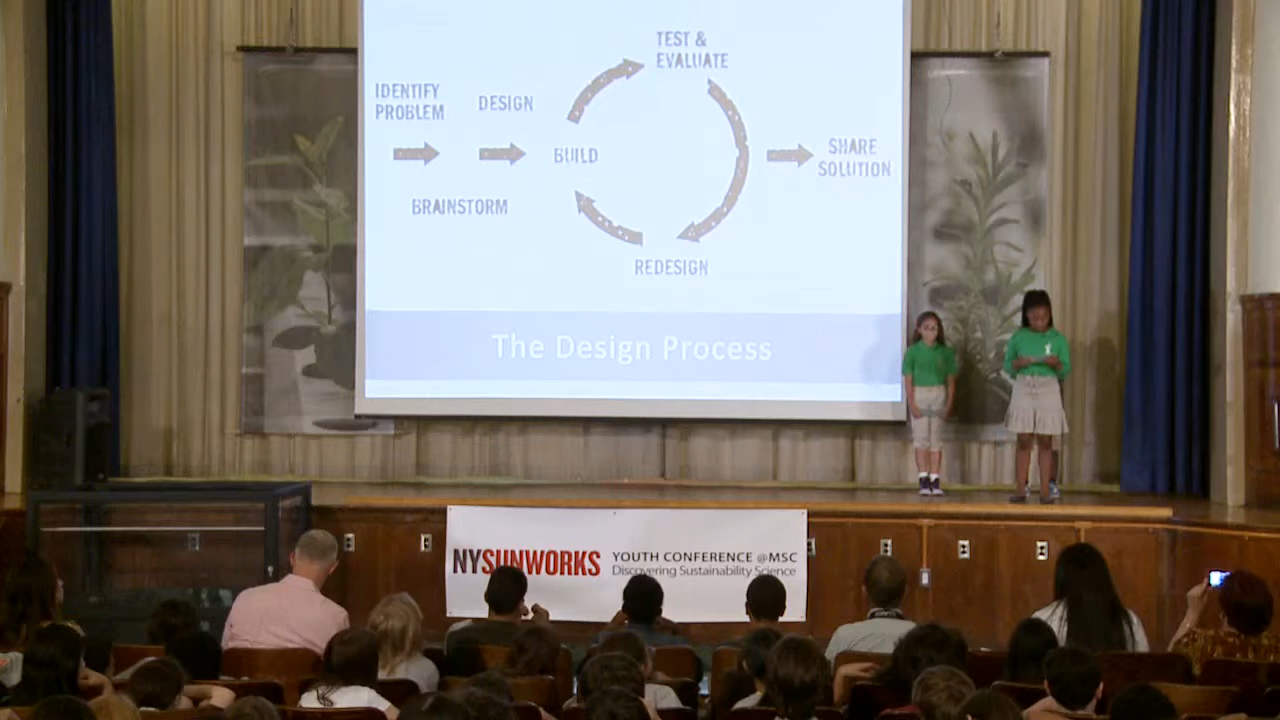 TEST &
EVALUATE
IDENTIFY
PROBLEM
DESIGN
BUILD
SHARE
SOLUTION
BRAINSTORM
REDESIGN
The Design Process
NYSUNWORKS
YOUTH CONFERENCE @MSC
Discovering Sustainability Science